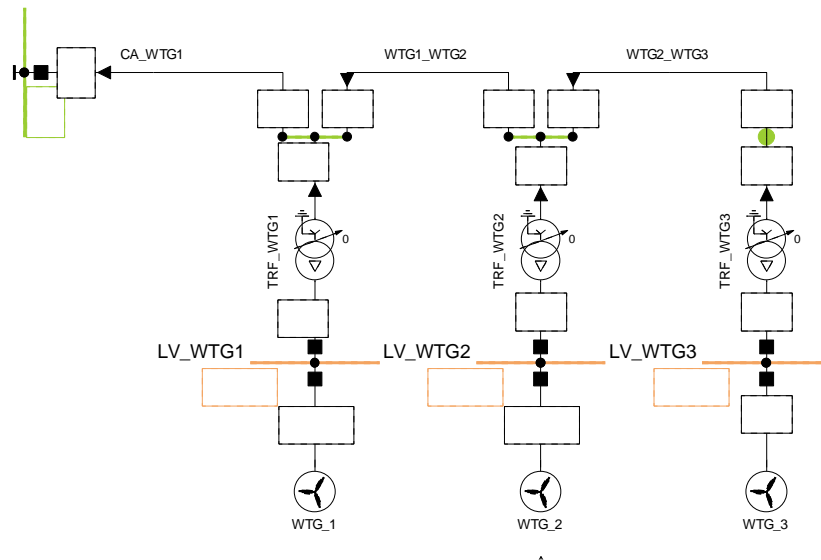 CA_WTG1
WTG1_WTG2
WTG2_WTG3
TRF_WTG1
0
TRF_WTG2
0
TRF_WTG3
0
LV_WTG1
LV_WTG2
LV_WTG3
WTG_1
WTG_2
WTG_3